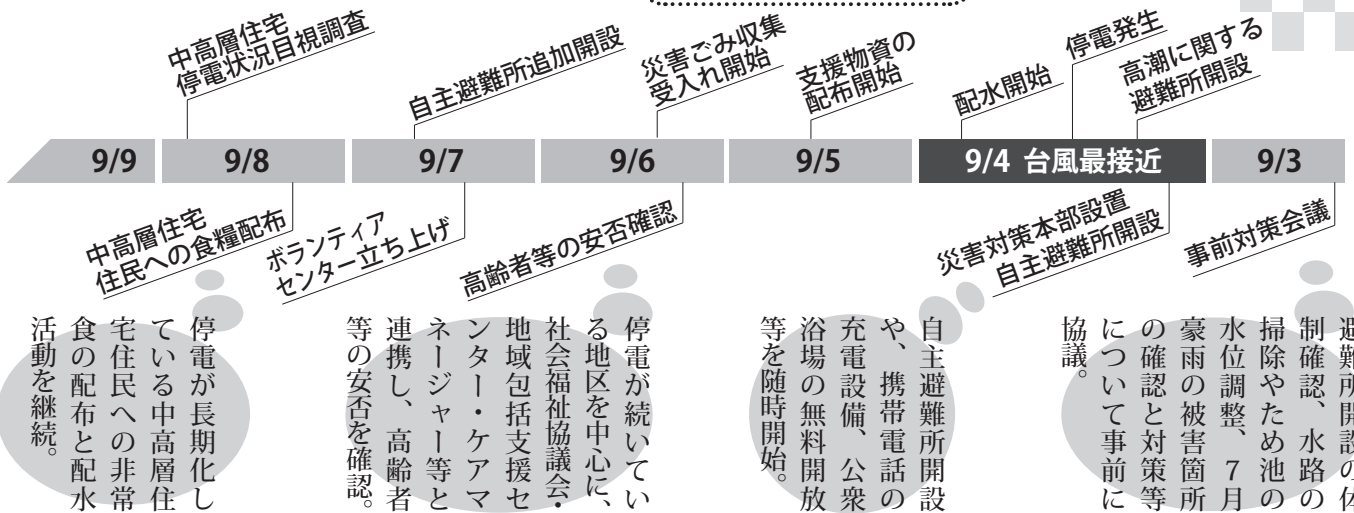 停電発生
高潮に関する
避難所開設
配水開始
支援物資の
配布開始
災害ごみ収集
受入れ開始
自主避難所追加開設
中高層住宅
停電状況目視調査
9/3
9/4 台風最接近
9/5
9/6
9/7
9/8
9/9
事前対策会議
災害対策本部設置
自主避難所開設
高齢者等の安否確認
ボランティア
センター立ち上げ
中高層住宅
住民への食糧配布
避難所開設の体
制確認、水路の
掃除やため池の
水位調整、7月
豪雨の被害箇所
の確認と対策等
について事前に
協議。
自主避難所開設
や、携帯電話の
充電設備、公衆
浴場の無料開放
等を随時開始。
停電が続いてい
る地区を中心に、
社会福祉協議会・
地域包括支援セ
ンター・ケアマ
ネージャー等と
連携し、高齢者
等の安否を確認。
停電が長期化し
ている中高層住
宅住民への非常
食の配布と配水
活動を継続。